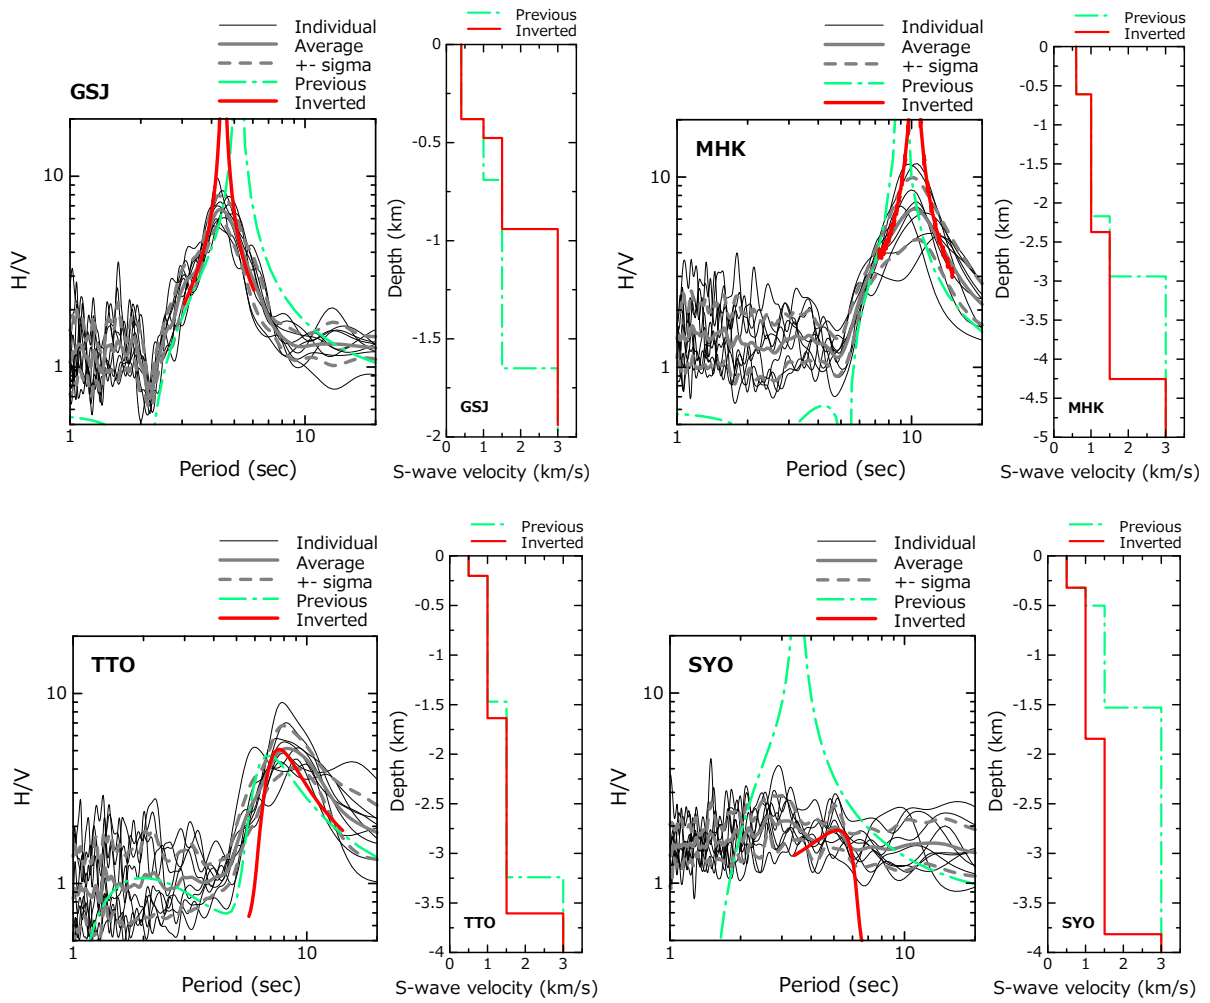 Individual
Average
+- sigma
Previous
Inverted
GSJ
H/V
10
1
1
10
Period (sec)
Previous
Inverted
Depth (km)
0
-0.5
-1
-1.5
-2
GSJ
0 1 2 3
S-wave velocity (km/s)
Individual
Average
+- sigma
Previous
Inverted
MHK
H/V
10
1
1
10
Period (sec)
Previous
Inverted
Depth (km)
0
-0.5
-1
-1.5
-2
-2.5
-3
-3.5
-4
-4.5
-5
MHK
0 1 2 3
S-wave velocity (km/s)
Individual
Average
+- sigma
Previous
Inverted
TTO
H/V
10
1
1
10
Period (sec)
Previous
Inverted
Depth (km)
0
-0.5
-1
-1.5
-2
-2.5
-3
-3.5
-4
TTO
0 1 2 3
S-wave velocity (km/s)
Individual
Average
+- sigma
Previous
Inverted
SYO
H/V
10
1
1
10
Period (sec)
Previous
Inverted
Depth (km)
0
-0.5
-1
-1.5
-2
-2.5
-3
-3.5
-4
SYO
0 1 2 3
S-wave velocity (km/s)